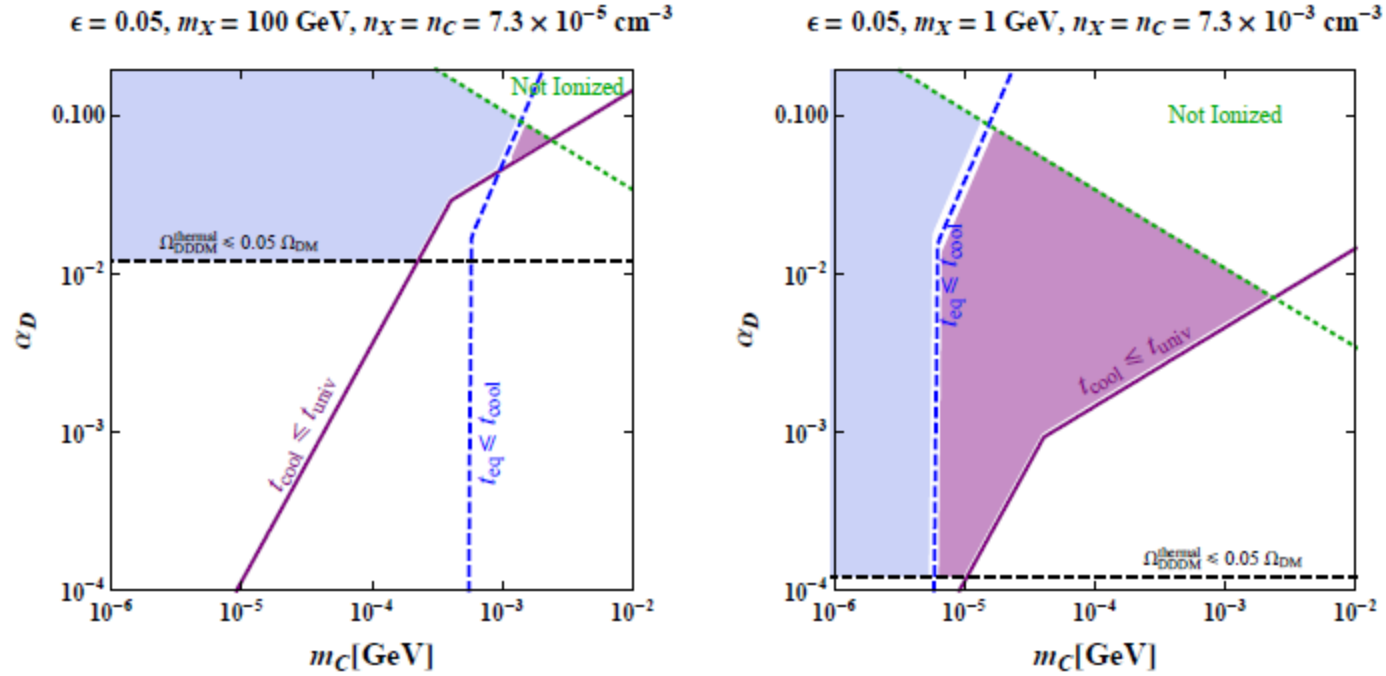 ϵ = 0.05, m_X = 100 GeV, n_X = n_C = 7.3 × 10⁻⁵ cm⁻³
Not Ionized
0.100
Ω_DDDM^thermal ⩽ 0.05 Ω_DM
10⁻²
α_D
t_cool ⩽ t_univ
t_eq ⩽ t_cool
10⁻³
10⁻⁴
10⁻⁶ 10⁻⁵ 10⁻⁴ 10⁻³ 10⁻²
m_C[GeV]
ϵ = 0.05, m_X = 1 GeV, n_X = n_C = 7.3 × 10⁻³ cm⁻³
0.100
Not Ionized
10⁻²
t_eq ⩽ t_cool
α_D
t_cool ⩽ t_univ
10⁻³
Ω_DDDM^thermal ⩽ 0.05 Ω_DM
10⁻⁴
10⁻⁶ 10⁻⁵ 10⁻⁴ 10⁻³ 10⁻²
m_C[GeV]